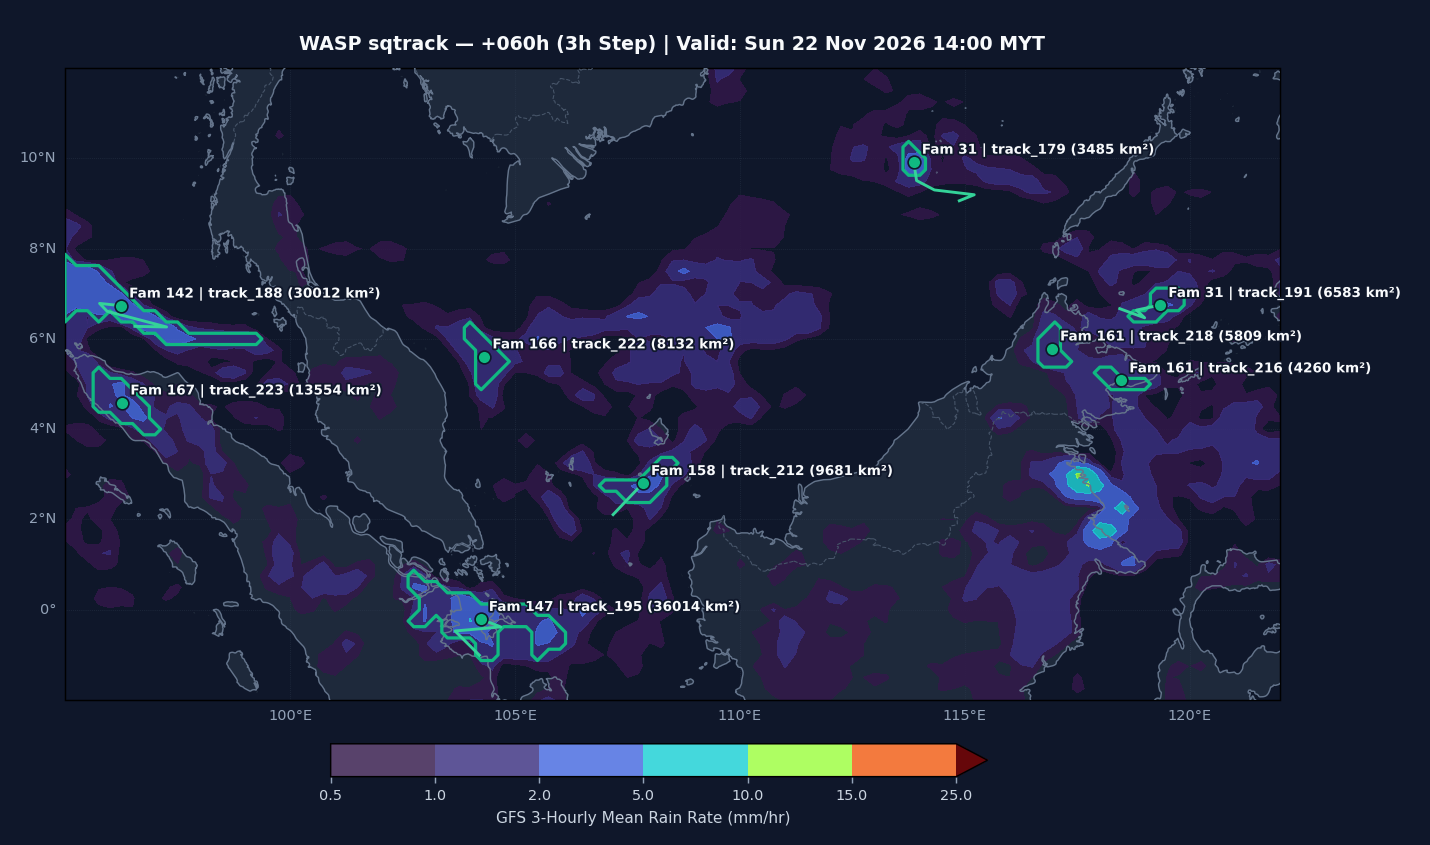 WASP sqtrack — +060h (3h Step) | Valid: Sun 22 Nov 2026 14:00 MYT
10°N
Fam 31 | track_179 (3485 km²)
8°N
Fam 142 | track_188 (30012 km²)
Fam 31 | track_191 (6583 km²)
6°N
Fam 166 | track_222 (8132 km²)
Fam 161 | track_218 (5809 km²)
Fam 161 | track_216 (4260 km²)
Fam 167 | track_223 (13554 km²)
4°N
Fam 158 | track_212 (9681 km²)
2°N
0°
Fam 147 | track_195 (36014 km²)
100°E 105°E 110°E 115°E 120°E
0.5 1.0 2.0 5.0 10.0 15.0 25.0
GFS 3-Hourly Mean Rain Rate (mm/hr)